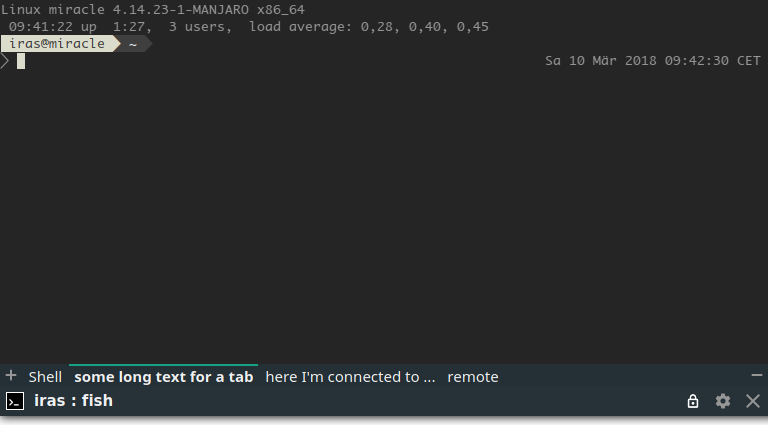 Linux miracle 4.14.23-1-MANJARO x86_64
09:41:22 up  1:27,  3 users,  load average: 0,28, 0,40, 0,45
iras@miracle ~
Sa 10 Mär 2018 09:42:30 CET
Shell some long text for a tab here I'm connected to ... remote
iras : fish